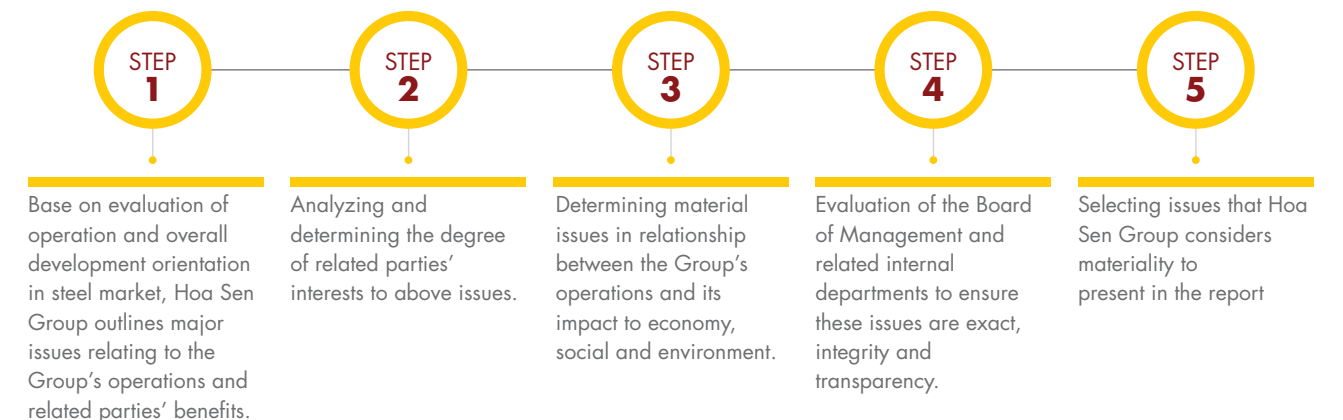 STEP
1
Base on evaluation of
operation and overall
development orientation
in steel market, Hoa Sen
Group outlines major
issues relating to the
Group's operations and
related parties' benefits.
STEP
2
Analyzing and
determining the degree
of related parties'
interests to above issues.
STEP
3
Determining material
issues in relationship
between the Group's
operations and its
impact to economy,
social and environment.
STEP
4
Evaluation of the Board
of Management and
related internal
departments to ensure
these issues are exact,
integrity and
transparency.
STEP
5
Selecting issues that Hoa
Sen Group considers
materiality to
present in the report